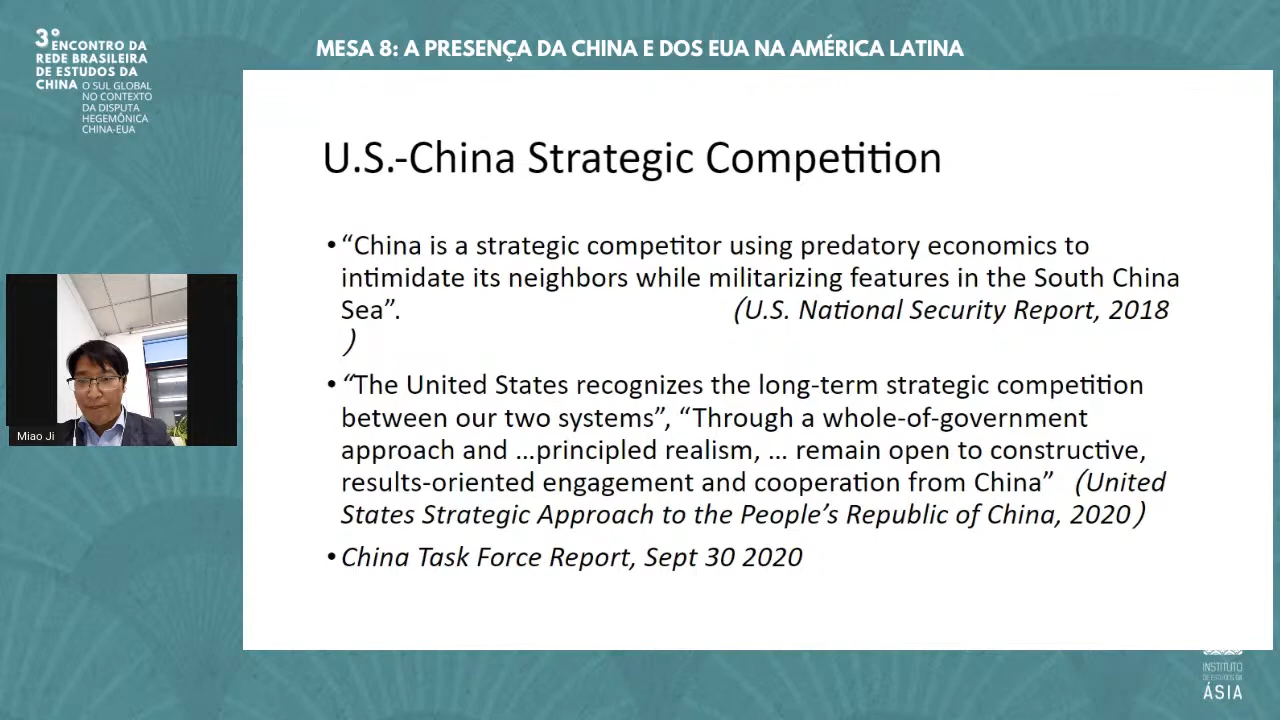 3º ENCONTRO DA
REDE BRASILEIRA
DE ESTUDOS DA
CHINA O SUL GLOBAL
NO CONTEXTO
DA DISPUTA
HEGEMÔNICA
CHINA-EUA
MESA 8: A PRESENÇA DA CHINA E DOS EUA NA AMÉRICA LATINA
U.S.-China Strategic Competition
• “China is a strategic competitor using predatory economics to
intimidate its neighbors while militarizing features in the South China
Sea”. (U.S. National Security Report, 2018
)
• “The United States recognizes the long-term strategic competition
between our two systems”, “Through a whole-of-government
approach and …principled realism, … remain open to constructive,
results-oriented engagement and cooperation from China” (United
States Strategic Approach to the People’s Republic of China, 2020)
• China Task Force Report, Sept 30 2020
Miao Ji
INSTITUTO
DE ESTUDOS DA
ÁSIA